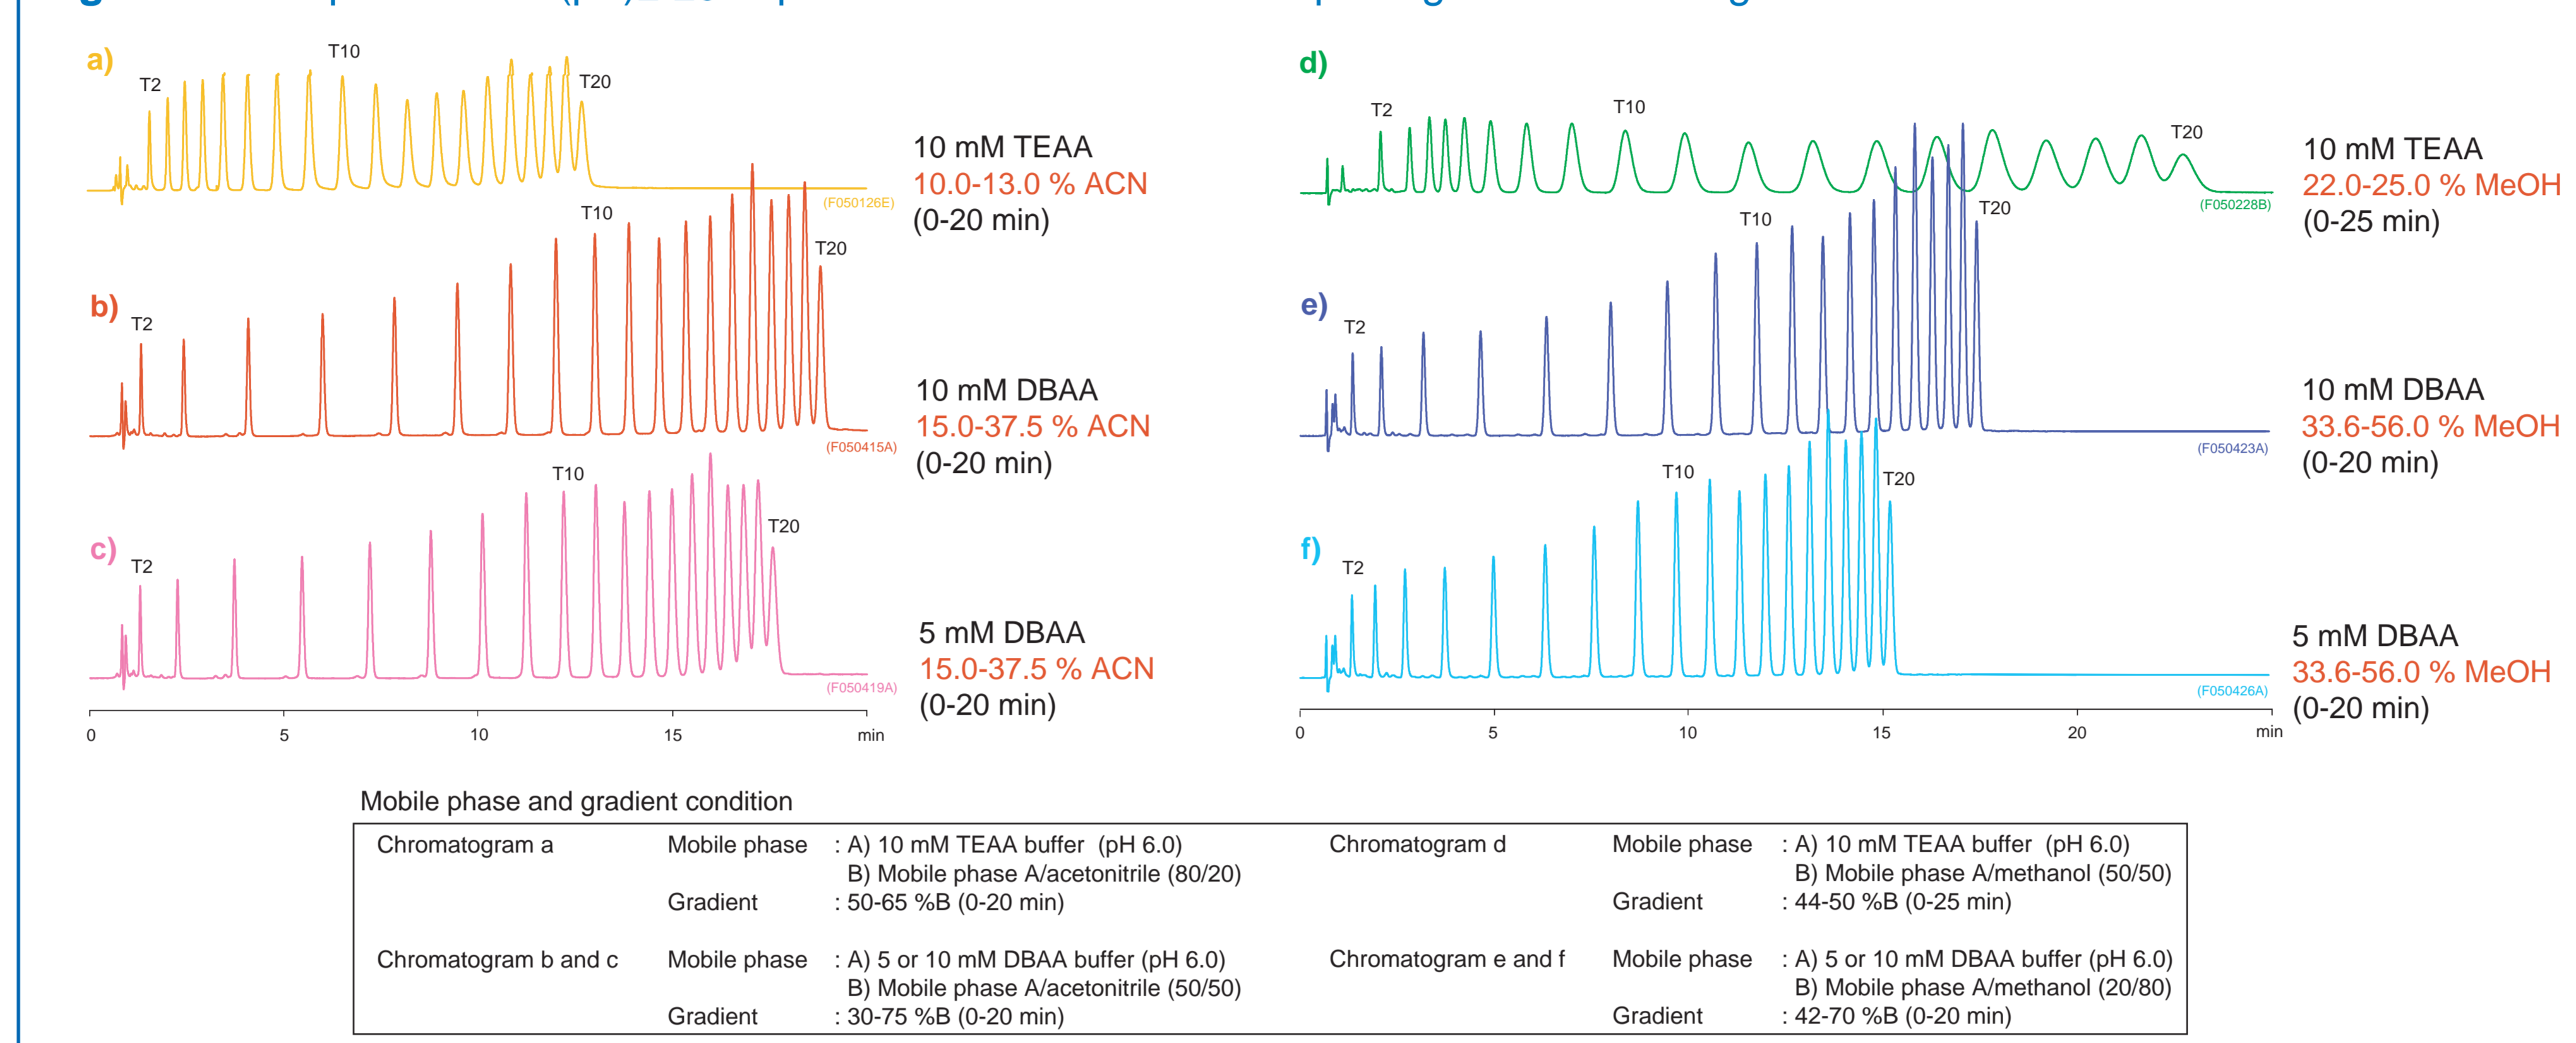 a)
T2
T10
T20
(F050126E)
10 mM TEAA
10.0-13.0 % ACN
(0-20 min)
b)
T2
T10
T20
(F050415A)
10 mM DBAA
15.0-37.5 % ACN
(0-20 min)
c)
T2
T10
T20
(F050419A)
5 mM DBAA
15.0-37.5 % ACN
(0-20 min)
0 5 10 15 min
d)
T2
T10
T20
(F050228B)
10 mM TEAA
22.0-25.0 % MeOH
(0-25 min)
e)
T2
T10
T20
(F050423A)
10 mM DBAA
33.6-56.0 % MeOH
(0-20 min)
f)
T2
T10
T20
(F050426A)
5 mM DBAA
33.6-56.0 % MeOH
(0-20 min)
0 5 10 15 20 min
Mobile phase and gradient condition
Chromatogram a Mobile phase : A) 10 mM TEAA buffer (pH 6.0)
B) Mobile phase A/acetonitrile (80/20)
Gradient : 50-65 %B (0-20 min)
Chromatogram b and c Mobile phase : A) 5 or 10 mM DBAA buffer (pH 6.0)
B) Mobile phase A/acetonitrile (50/50)
Gradient : 30-75 %B (0-20 min)
Chromatogram d Mobile phase : A) 10 mM TEAA buffer (pH 6.0)
B) Mobile phase A/methanol (50/50)
Gradient : 44-50 %B (0-25 min)
Chromatogram e and f Mobile phase : A) 5 or 10 mM DBAA buffer (pH 6.0)
B) Mobile phase A/methanol (20/80)
Gradient : 42-70 %B (0-20 min)